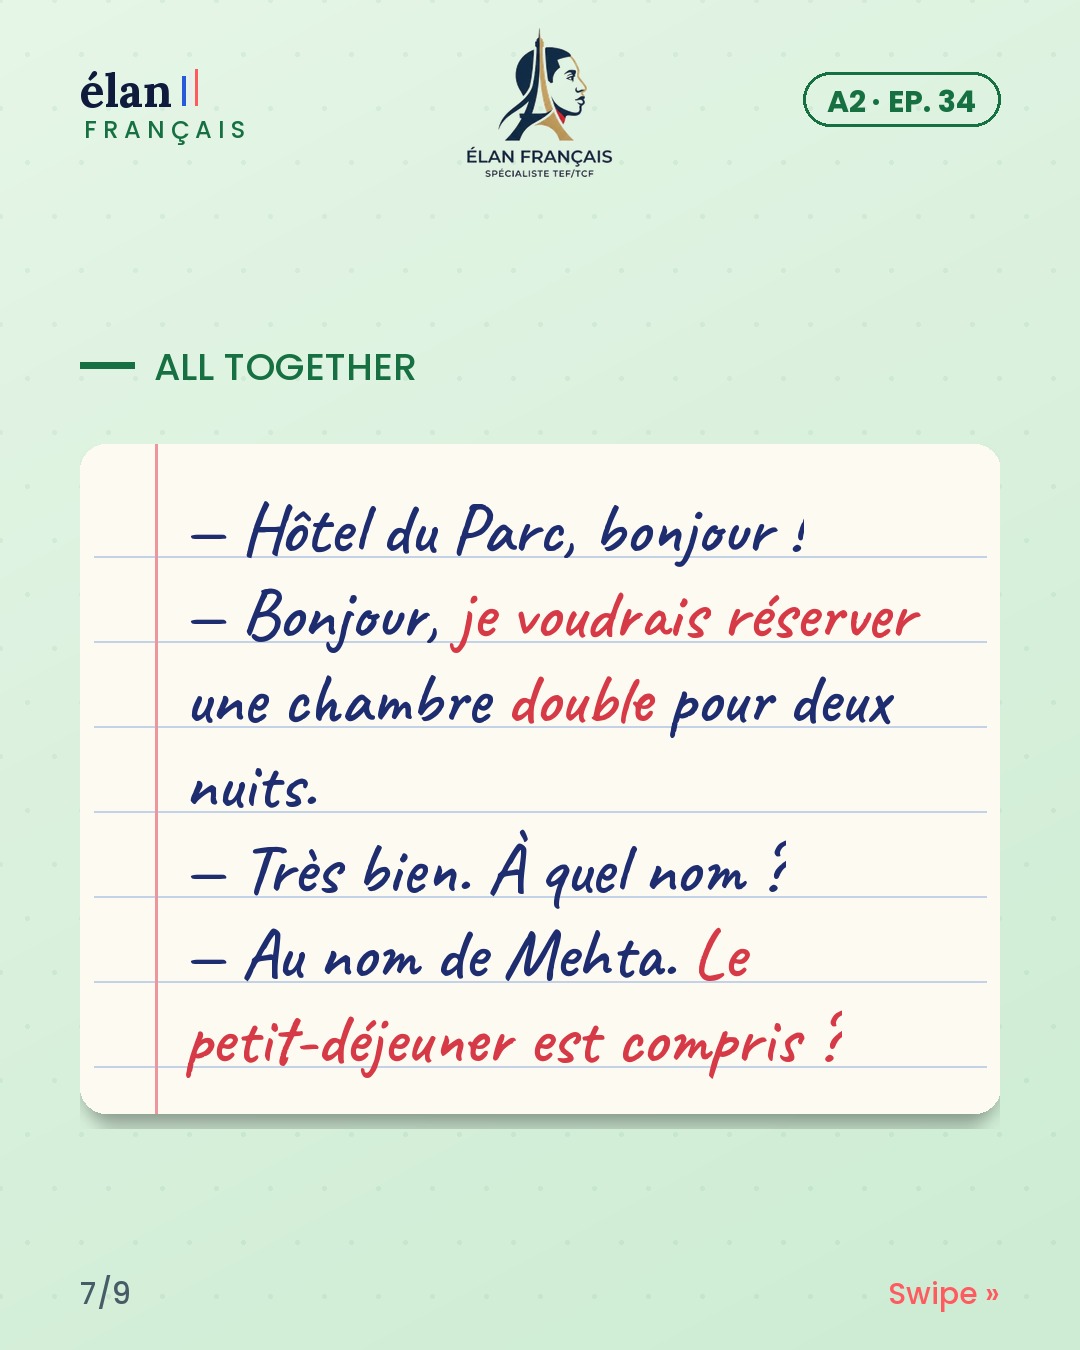 élan
FRANÇAIS
ÉLAN FRANÇAIS
SPÉCIALISTE TEF/TCF
A2 · EP. 34
ALL TOGETHER
– Hôtel du Parc, bonjour !
– Bonjour, je voudrais réserver
une chambre double pour deux
nuits.
– Très bien. À quel nom ?
– Au nom de Mehta. Le
petit-déjeuner est compris ?
7/9
Swipe »